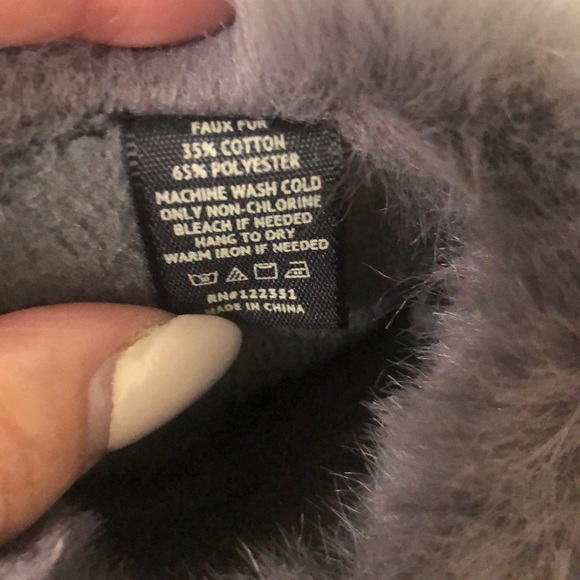 FAUX FUR
35% COTTON
65% POLYESTER
MACHINE WASH COLD
ONLY NON-CHLORINE
BLEACH IF NEEDED
HANG TO DRY
WARM IRON IF NEEDED
RN#122351
MADE IN CHINA